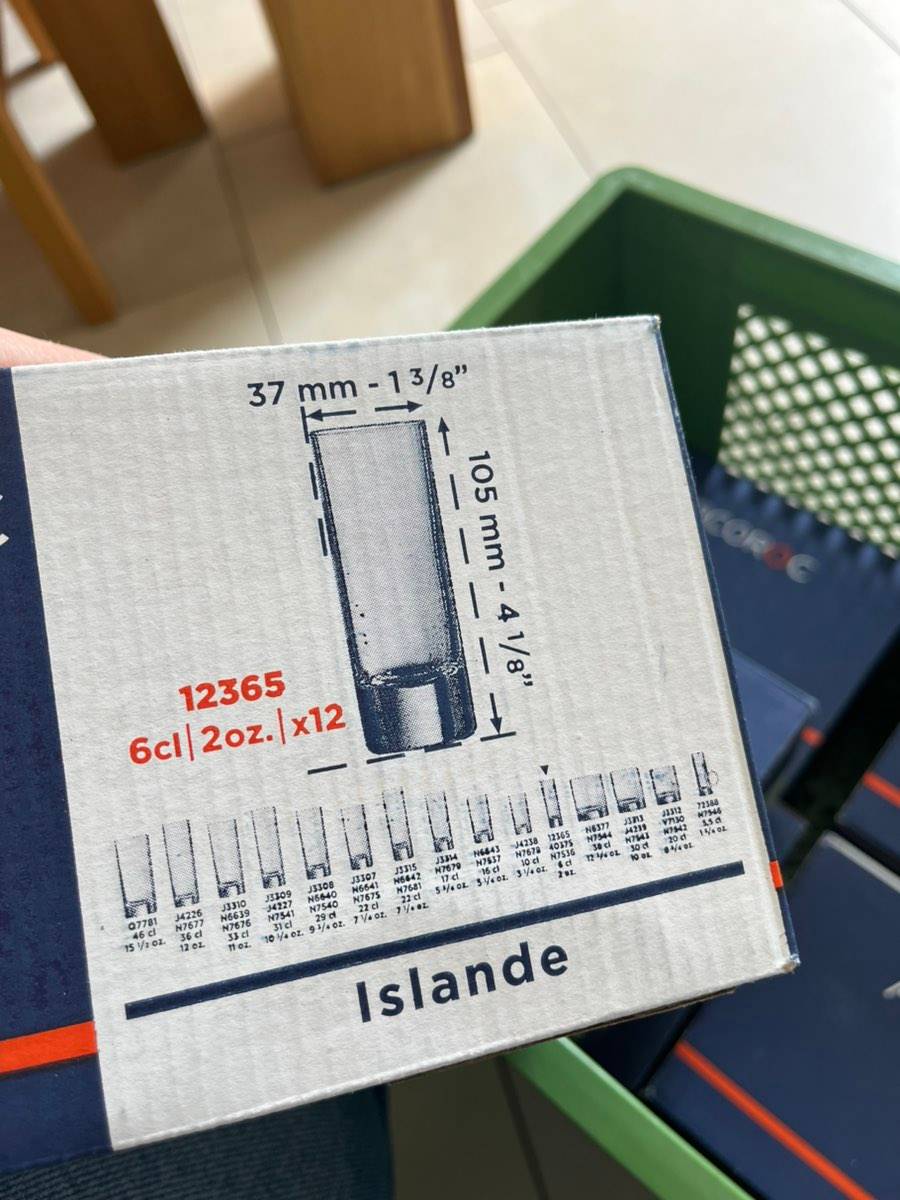 37 mm - 1 3/8”
105 mm - 4 1/8”
12365
6cl|2oz.|x12
Q7781
46 cl
15 1/2 oz.
J4226
N7677
36 cl
12 oz.
J3310
N6639
N7676
33 cl
11 oz.
J3309
J4227
N7541
31 cl
10 1/4 oz.
J3308
N6640
N7540
29 cl
9 3/4 oz.
J3307
N6641
N7675
22 cl
7 1/4 oz.
J3315
N6642
N7681
22 cl
7 1/4 oz.
J3314
N7679
17 cl
5 3/4 oz.
N6643
N7537
16 cl
5 1/4 oz.
J4238
N7678
10 cl
3 1/4 oz.
12365
40375
N7536
6 cl
2 oz.
N6377
N7544
38 cl
12 3/4 oz.
J3313
J4239
N7543
30 cl
10 oz.
J3312
V7130
N7542
20 cl
6 3/4 oz.
72388
N7546
5,5 cl
1 3/4 oz.
Islande
COROC